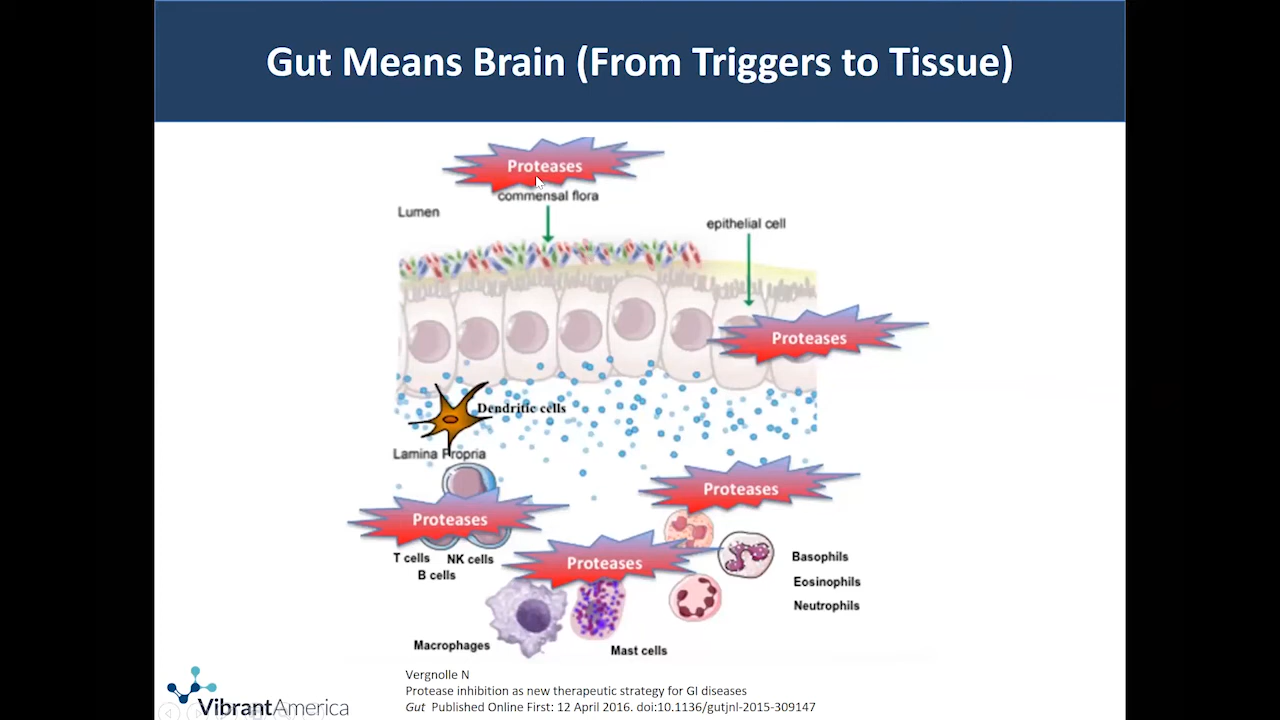 Gut Means Brain (From Triggers to Tissue)
Proteases
commensal flora
Lumen
epithelial cell
Proteases
Dendritic cells
Lamina Propria
Proteases
Proteases
T cells NK cells
B cells
Proteases
Basophils
Eosinophils
Neutrophils
Macrophages
Mast cells
Vergnolle N
Protease inhibition as new therapeutic strategy for GI diseases
Gut Published Online First: 12 April 2016. doi:10.1136/gutjnl-2015-309147
VibrantAmerica